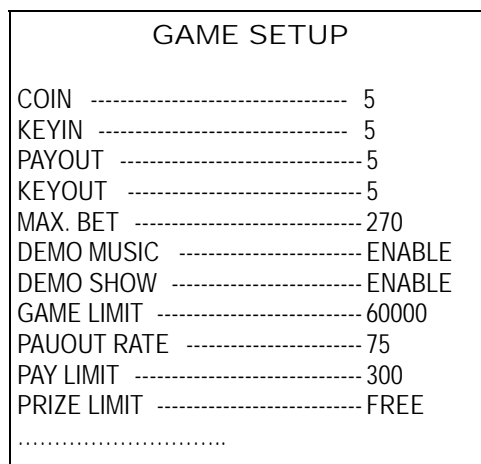 GAME SETUP
COIN ----------------------------------- 5
KEYIN ---------------------------------- 5
PAYOUT --------------------------------- 5
KEYOUT -------------------------------- 5
MAX. BET ------------------------------- 270
DEMO MUSIC ------------------------- ENABLE
DEMO SHOW -------------------------- ENABLE
GAME LIMIT ---------------------------- 60000
PAUOUT RATE ------------------------ 75
PAY LIMIT ------------------------------- 300
PRIZE LIMIT ---------------------------- FREE
………………………..